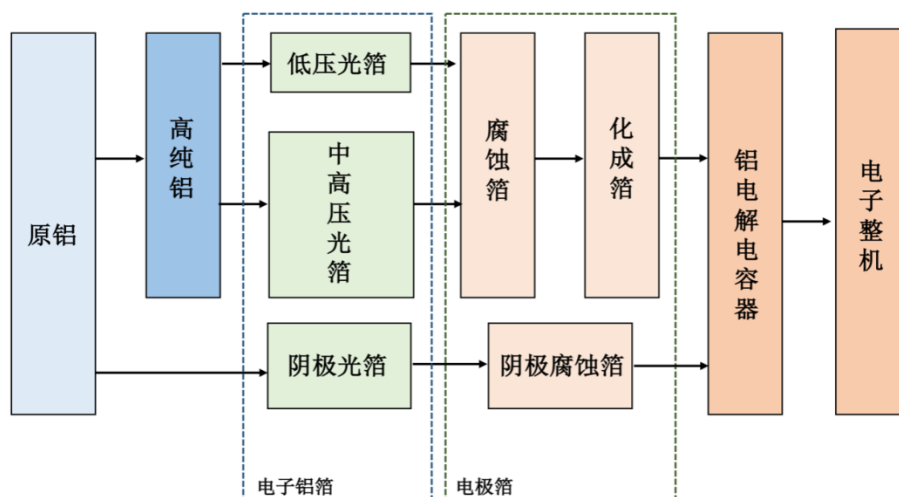 原铝
高纯铝
低压光箔
中高压光箔
阴极光箔
电子铝箔
腐蚀箔
化成箔
阴极腐蚀箔
电极箔
铝电解电容器
电子整机